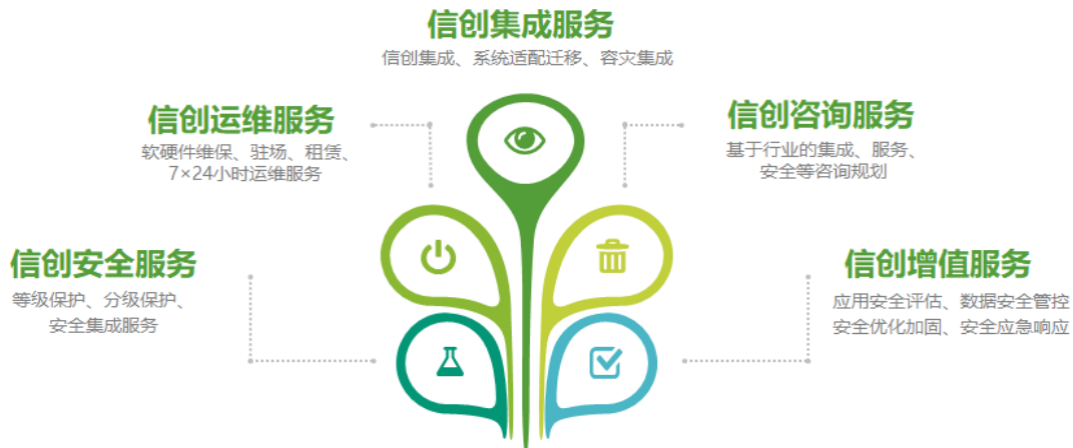 信创集成服务
信创集成、系统适配迁移、容灾集成
信创运维服务
软硬件维保、驻场、租赁、
7×24小时运维服务
信创咨询服务
基于行业的集成、服务、
安全等咨询规划
信创安全服务
等级保护、分级保护、
安全集成服务
信创增值服务
应用安全评估、数据安全管控
安全优化加固、安全应急响应